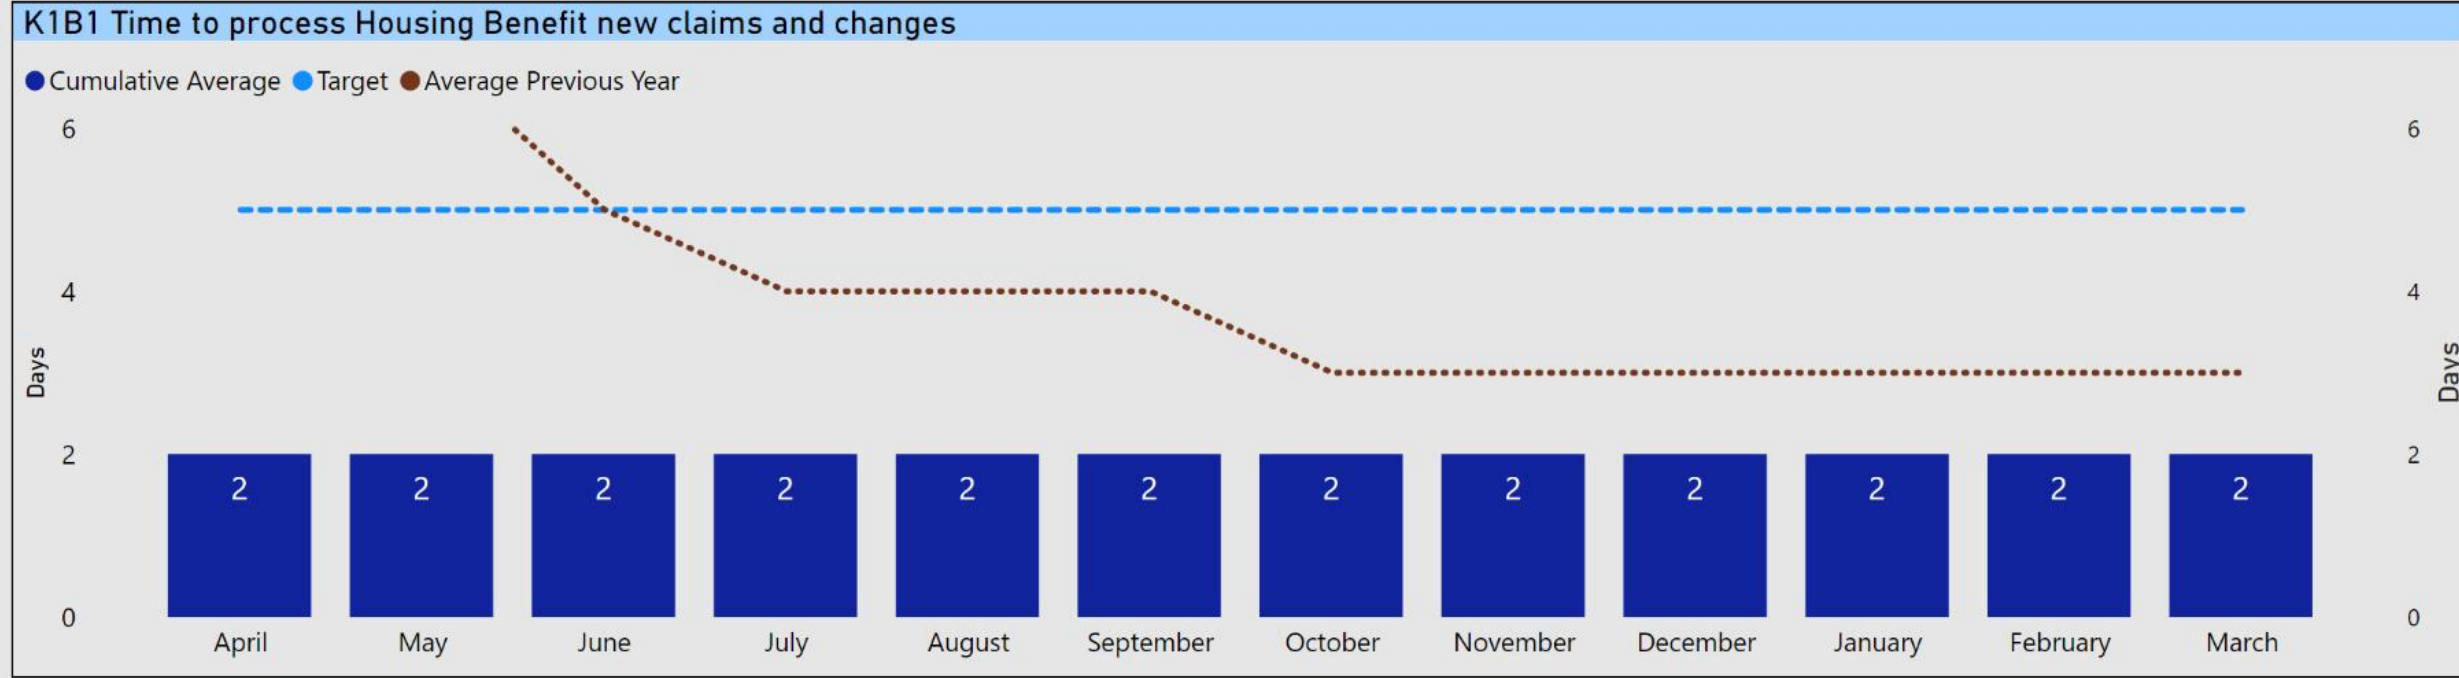 K1B1 Time to process Housing Benefit new claims and changes
Cumulative Average Target Average Previous Year
6 6
4 4
Days Days
2 2
2 2 2 2 2 2 2 2 2 2 2 2
0 0
April May June July August September October November December January February March